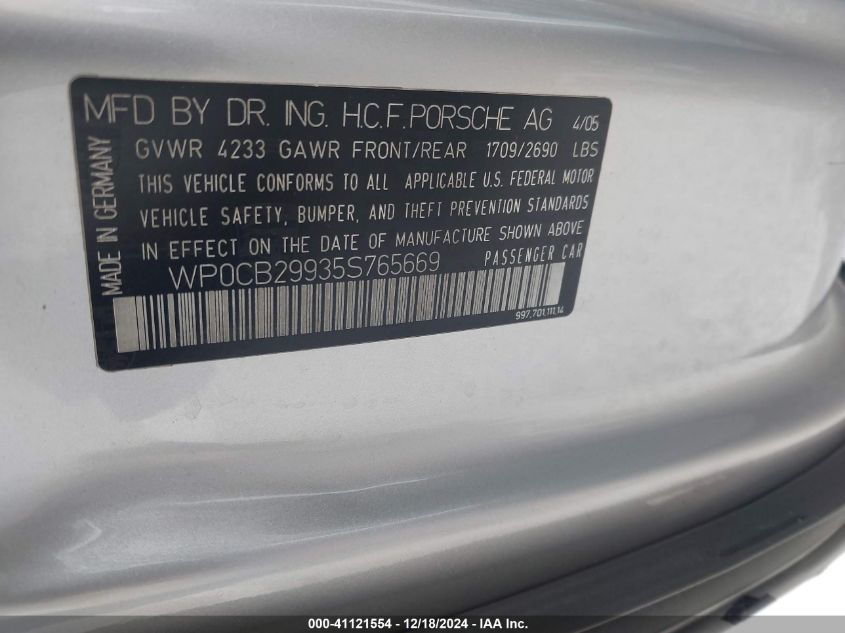 MFD BY DR. ING. H.C.F. PORSCHE AG 4/05
GVWR 4233 GAWR FRONT/REAR 1709/2690 LBS
THIS VEHICLE CONFORMS TO ALL APPLICABLE U.S. FEDERAL MOTOR
VEHICLE SAFETY, BUMPER, AND THEFT PREVENTION STANDARDS
IN EFFECT ON THE DATE OF MANUFACTURE SHOWN ABOVE
WP0CB29935S765669 PASSENGER CAR
997.701.111.14
MADE IN GERMANY
000-41121554 - 12/18/2024 - IAA Inc.